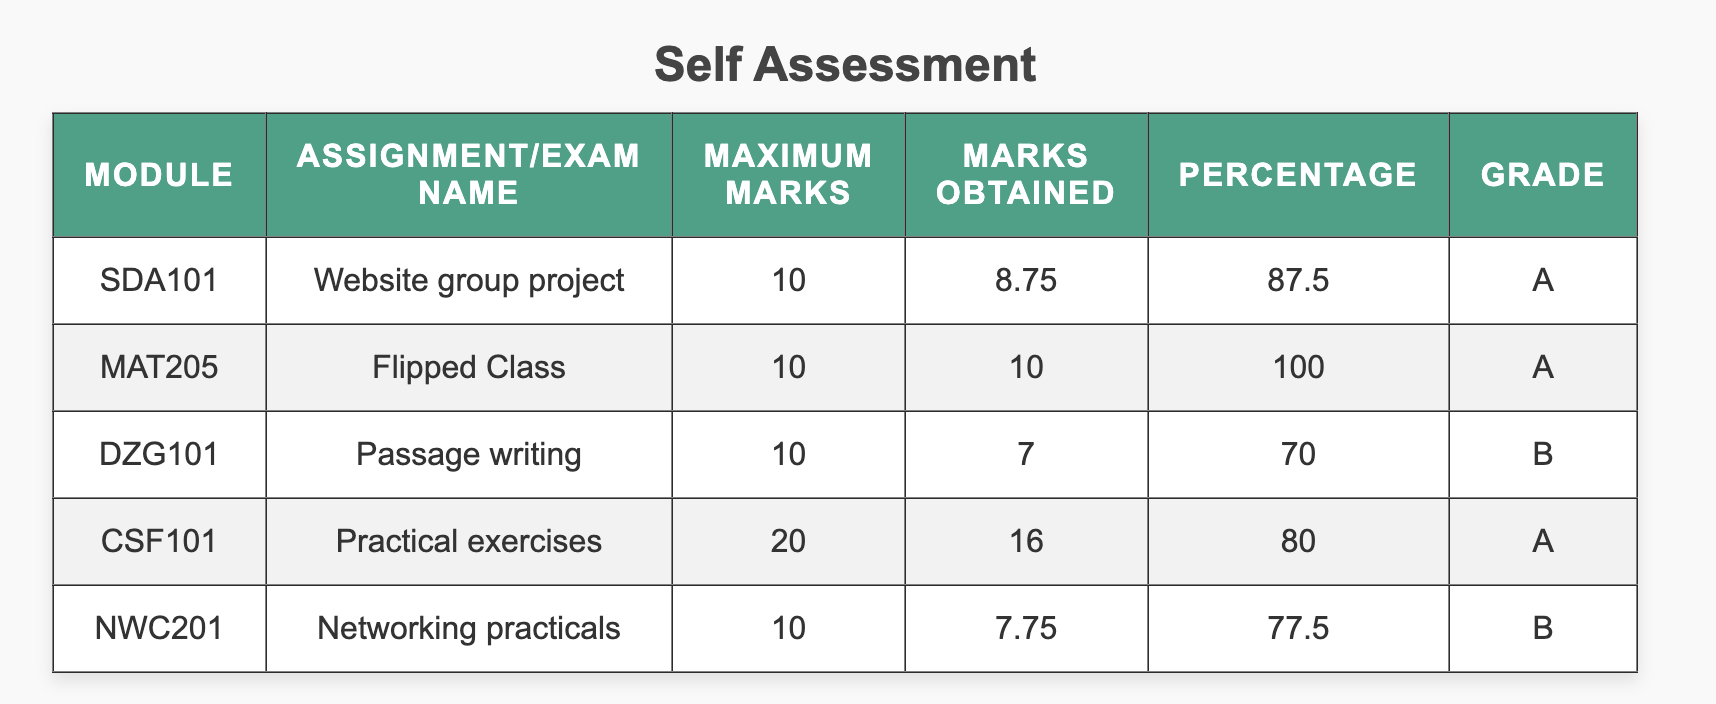 Self Assessment
MODULE ASSIGNMENT/EXAM NAME MAXIMUM MARKS MARKS OBTAINED PERCENTAGE GRADE
SDA101 Website group project 10 8.75 87.5 A
MAT205 Flipped Class 10 10 100 A
DZG101 Passage writing 10 7 70 B
CSF101 Practical exercises 20 16 80 A
NWC201 Networking practicals 10 7.75 77.5 B